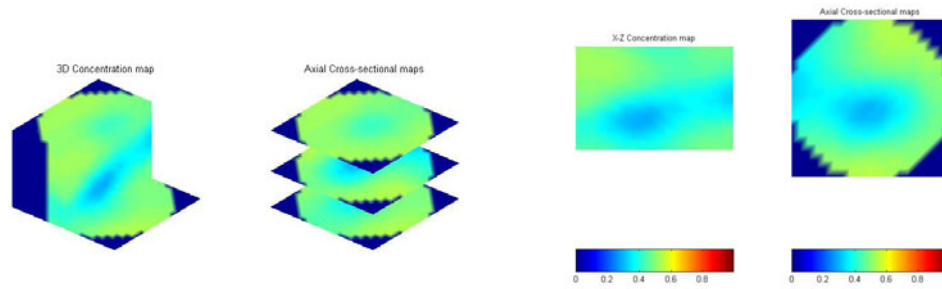 3D Concentration map
Axial Cross-sectional maps
X-Z Concentration map
Axial Cross-sectional maps
0 0.2 0.4 0.6 0.8
0 0.2 0.4 0.6 0.8